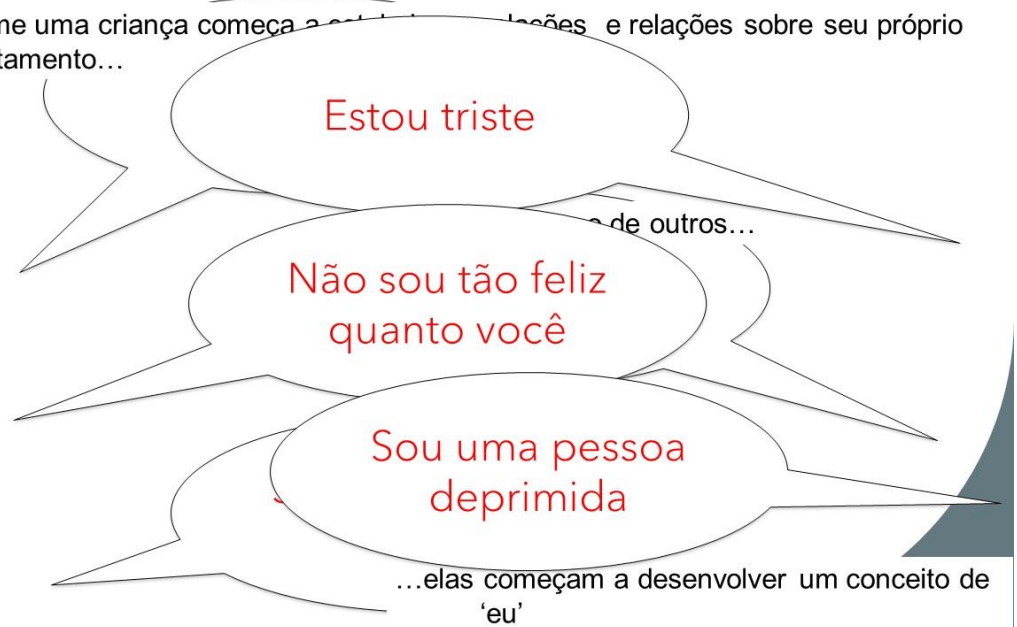 me uma criança começa a e relações sobre seu próprio
tamento…
Estou triste
de outros…
Não sou tão feliz
quanto você
Sou uma pessoa
deprimida
…elas começam a desenvolver um conceito de
‘eu’